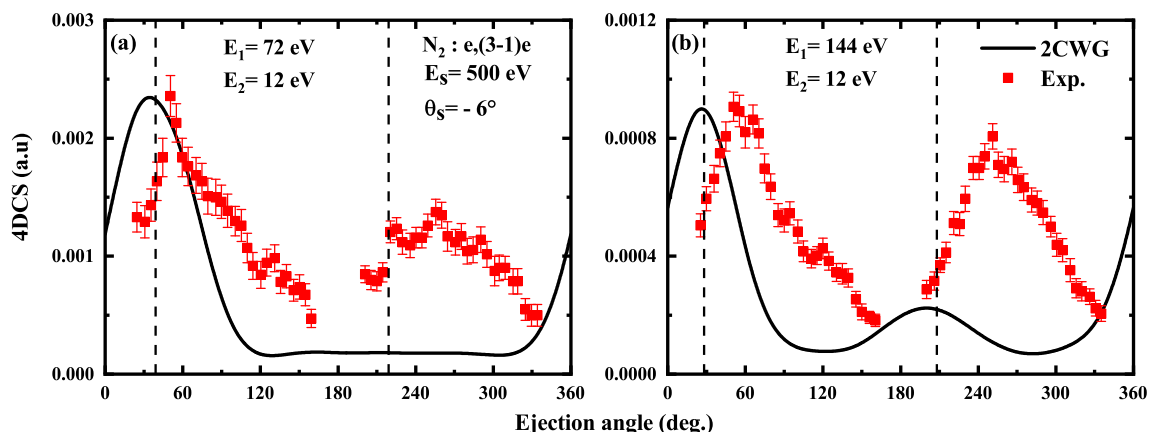 (a)
E1= 72 eV
E2= 12 eV
N2 : e,(3-1)e
Es= 500 eV
θs= - 6°
0.003
0.002
0.001
0.000
0 60 120 180 240 300 360
4DCS (a.u)
(b)
E1= 144 eV
E2= 12 eV
2CWG
Exp.
0.0012
0.0008
0.0004
0.0000
0 60 120 180 240 300 360
Ejection angle (deg.)